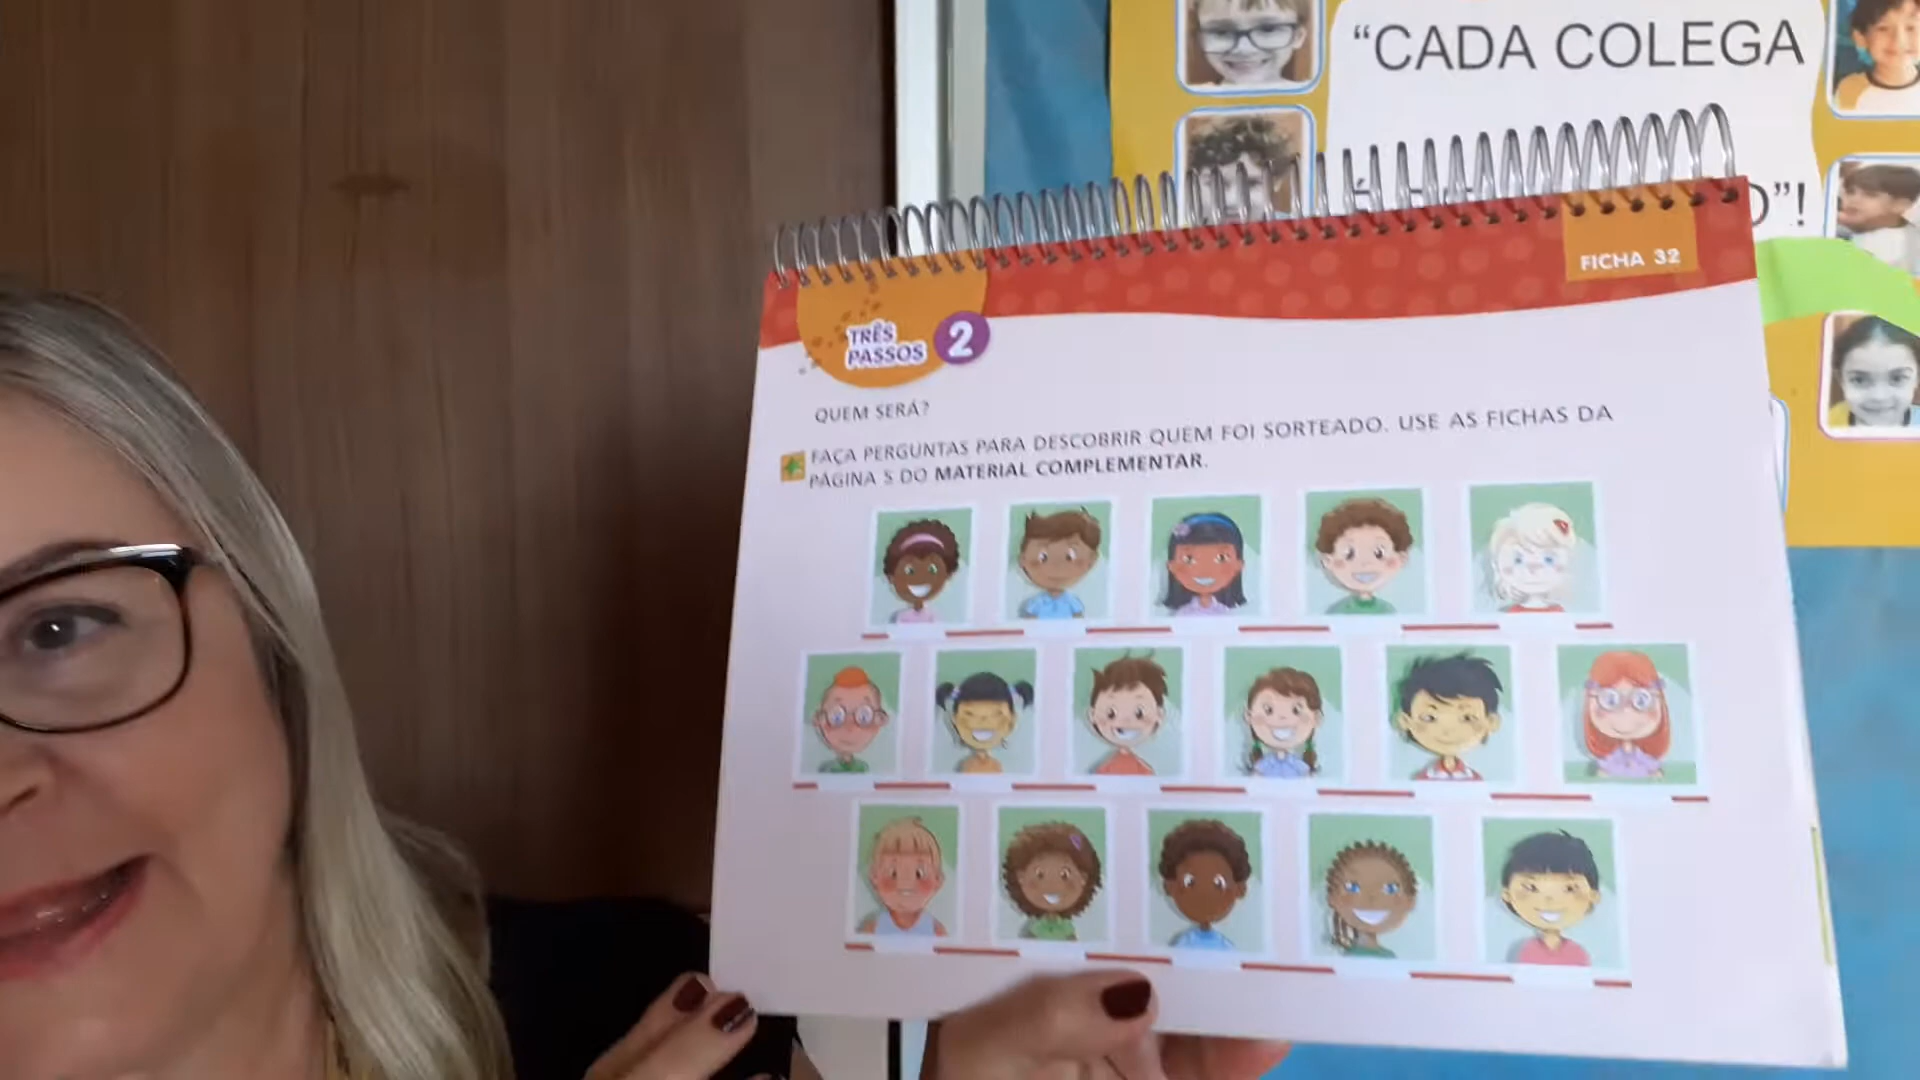 “CADA COLEGA
O”!
FICHA 32
TRÊS
PASSOS 2
QUEM SERÁ?
FAÇA PERGUNTAS PARA DESCOBRIR QUEM FOI SORTEADO. USE AS FICHAS DA
PÁGINA 5 DO MATERIAL COMPLEMENTAR.